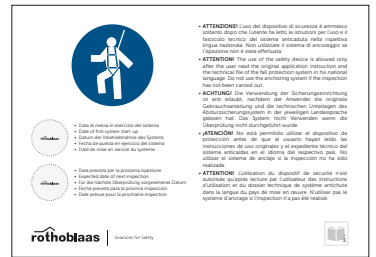 rothoblaas
• Data di messa in esercizio del sistema
• Date of first system start-up
• Datum der Inbetriebnahme des Systems
• Fecha de puesta en ejercicio del sistema
• Date de mise en service du système
rothoblaas
• Data prevista per la prossima ispezione
• Expected date of next inspection
• Für die nächste Überprüfung vorgesehenes Datum
• Fecha prevista para la próxima inspección
• Date prévue pour la prochaine inspection
rothoblaas
Solutions for Safety
• ATTENZIONE! L'uso del dispositivo di sicurezza è ammesso
soltanto dopo che l'utente ha letto le istruzioni per l'uso e il
fascicolo tecnico del sistema anticaduta nella rispettiva
lingua nazionale. Non utilizzare il sistema di ancoraggio se
l'ispezione non è stata effettuata.
• ATTENTION! The use of the safety device is allowed only
after the user read the original application instruction and
the technical file of the fall protection system in his national
language. Do not use the anchoring system if the inspection
has not been carried out.
• ACHTUNG! Die Verwendung der Sicherungseinrichtung
ist erst erlaubt, nachdem der Anwender die originale
Gebrauchsanleitung und die technischen Unterlagen des
Absturzsicherungssystem in der jeweiligen Landessprache
gelesen hat. Das System nicht Verwenden wenn die
Überprüfung nicht durchgeführt wurde.
• ¡ATENCIÓN! No está permitido utilizar el dispositivo de
protección antes de que el usuario hayan leído las
instrucciones de uso originales y el expediente técnico del
sistema anticaídas en el idioma del respectivo país. No
utilizar el sistema de anclaje si la inspección no ha sido
realizada.
• ATTENTION! L'utilisation du dispositif de sécurité n'est
autorisée qu'après lecture par l'utilisateur des instructions
d'utilisation et du dossier technique de système antichute
dans la langue du pays de mise en œuvre. N'utiliser pas le
système d'ancrage si l'inspection n'a pas été réalisé.